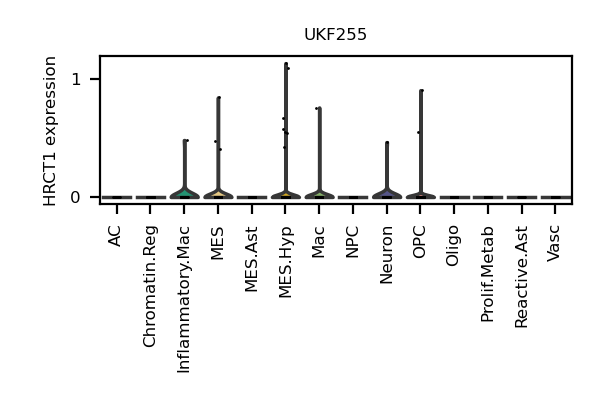 UKF255
HRCT1 expression
1
0
AC
Chromatin.Reg
Inflammatory.Mac
MES
MES.Ast
MES.Hyp
Mac
NPC
Neuron
OPC
Oligo
Prolif.Metab
Reactive.Ast
Vasc